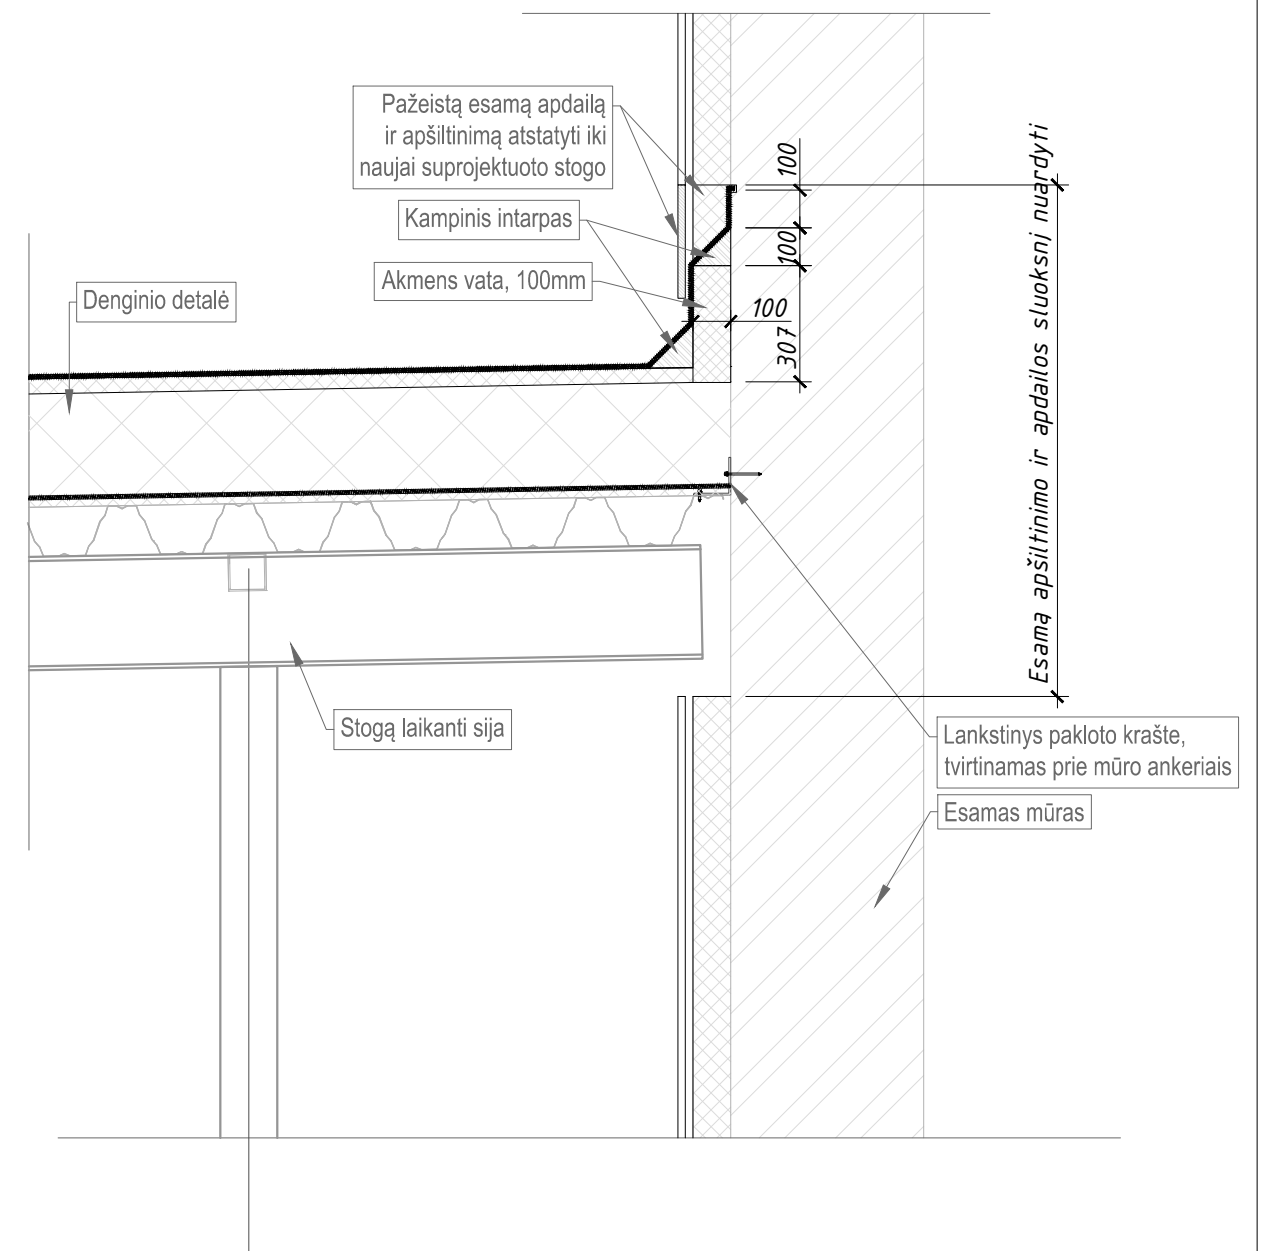 Pažeistą esamą apdailą
ir apšiltinimą atstatyti iki
naujai suprojektuoto stogo
Kampinis intarpas
Akmens vata, 100mm
Denginio detalė
100
100
100
307
Esamą apšiltinimo ir apdailos sluoksnį nuardyti
Stogą laikanti sija
Lankstinys pakloto krašte,
tvirtinamas prie mūro ankeriais
Esamas mūras